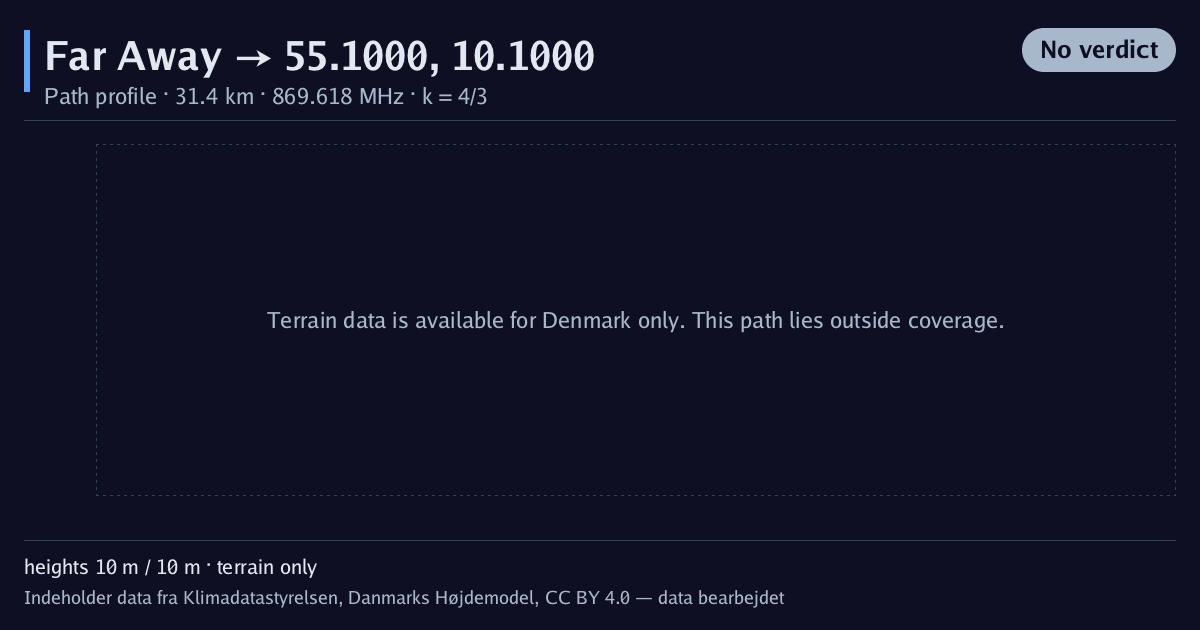 Far Away → 55.1000, 10.1000
No verdict
Path profile · 31.4 km · 869.618 MHz · k = 4/3
Terrain data is available for Denmark only. This path lies outside coverage.
heights 10 m / 10 m · terrain only
Indeholder data fra Klimadatastyrelsen, Danmarks Højdemodel, CC BY 4.0 — data bearbejdet